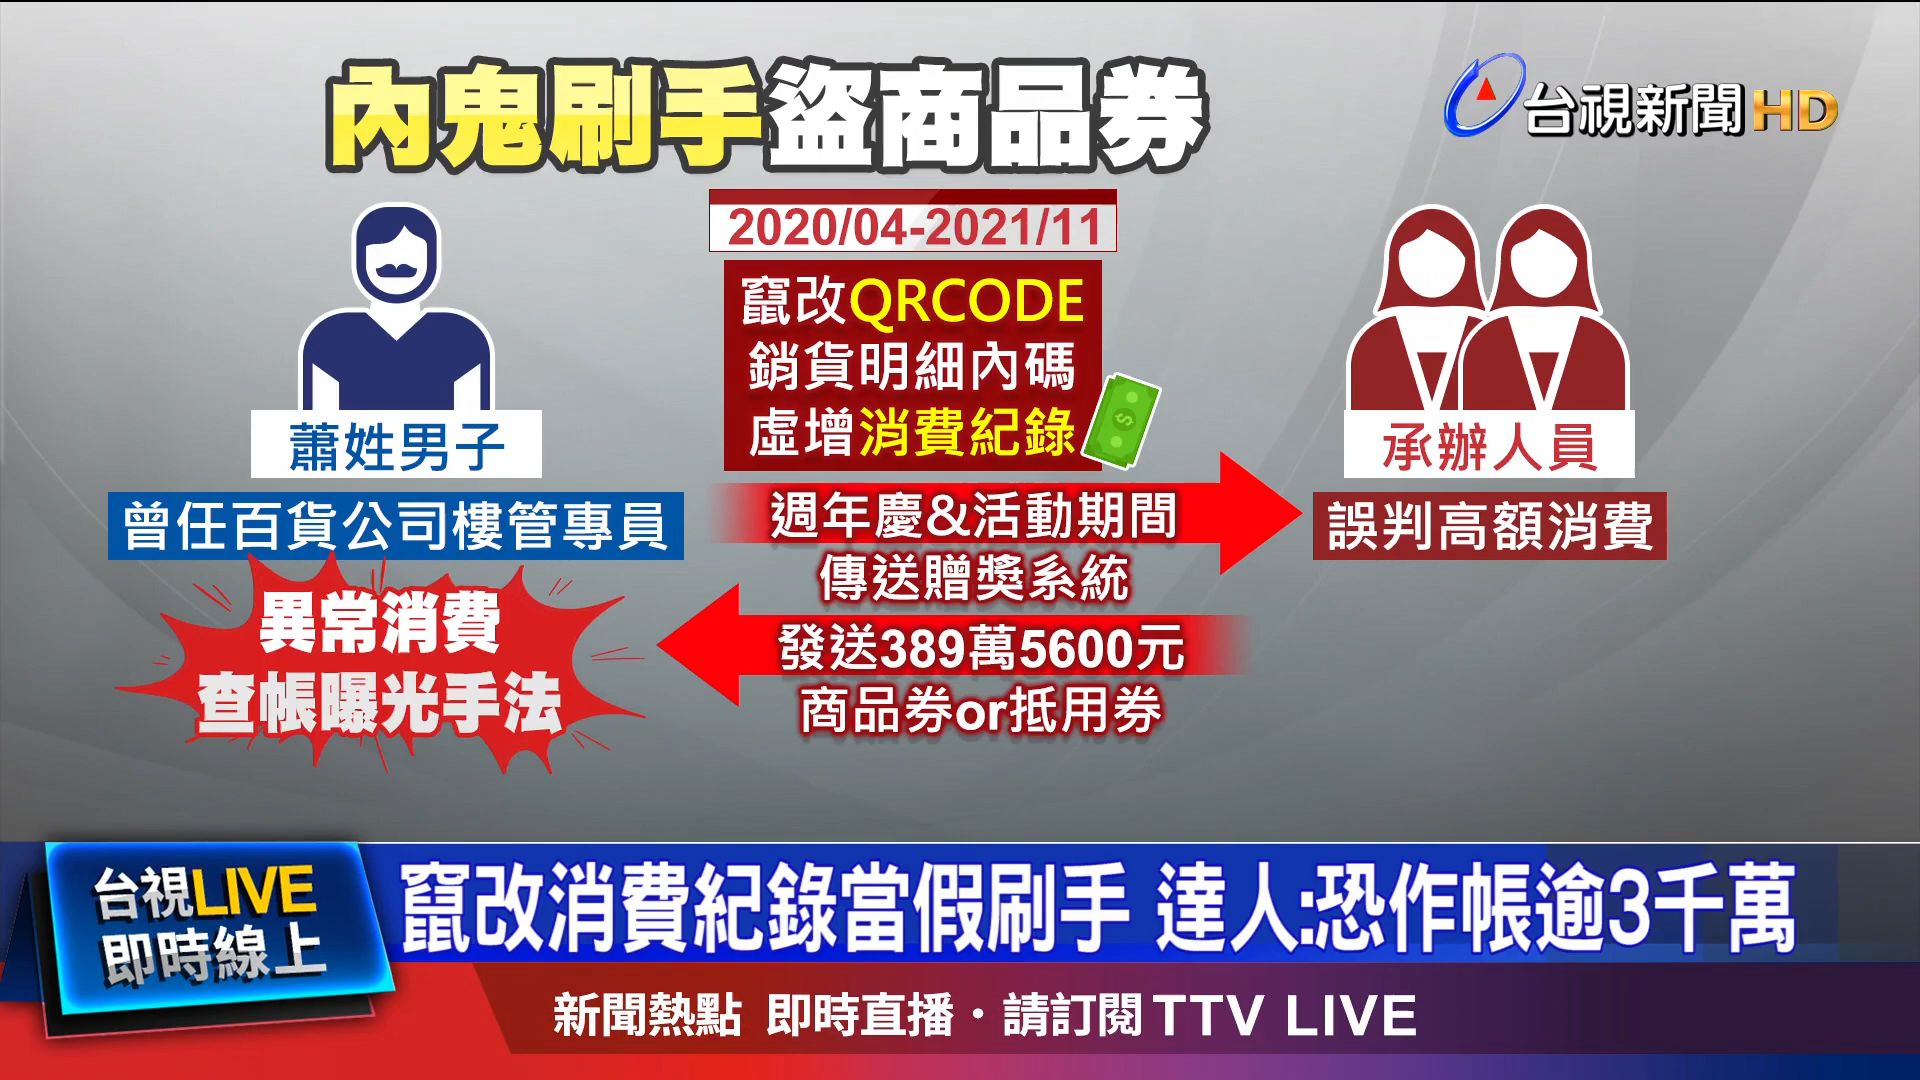 內鬼刷手盜商品券
台視新聞HD
2020/04-2021/11
竄改QRCODE
銷貨明細內碼
虛增消費紀錄
蕭姓男子
曾任百貨公司樓管專員
承辦人員
誤判高額消費
週年慶&活動期間
傳送贈獎系統
發送389萬5600元
商品券or抵用券
異常消費
查帳曝光手法
台視LIVE
即時線上
竄改消費紀錄當假刷手 達人:恐作帳逾3千萬
新聞熱點 即時直播·請訂閱TTV LIVE